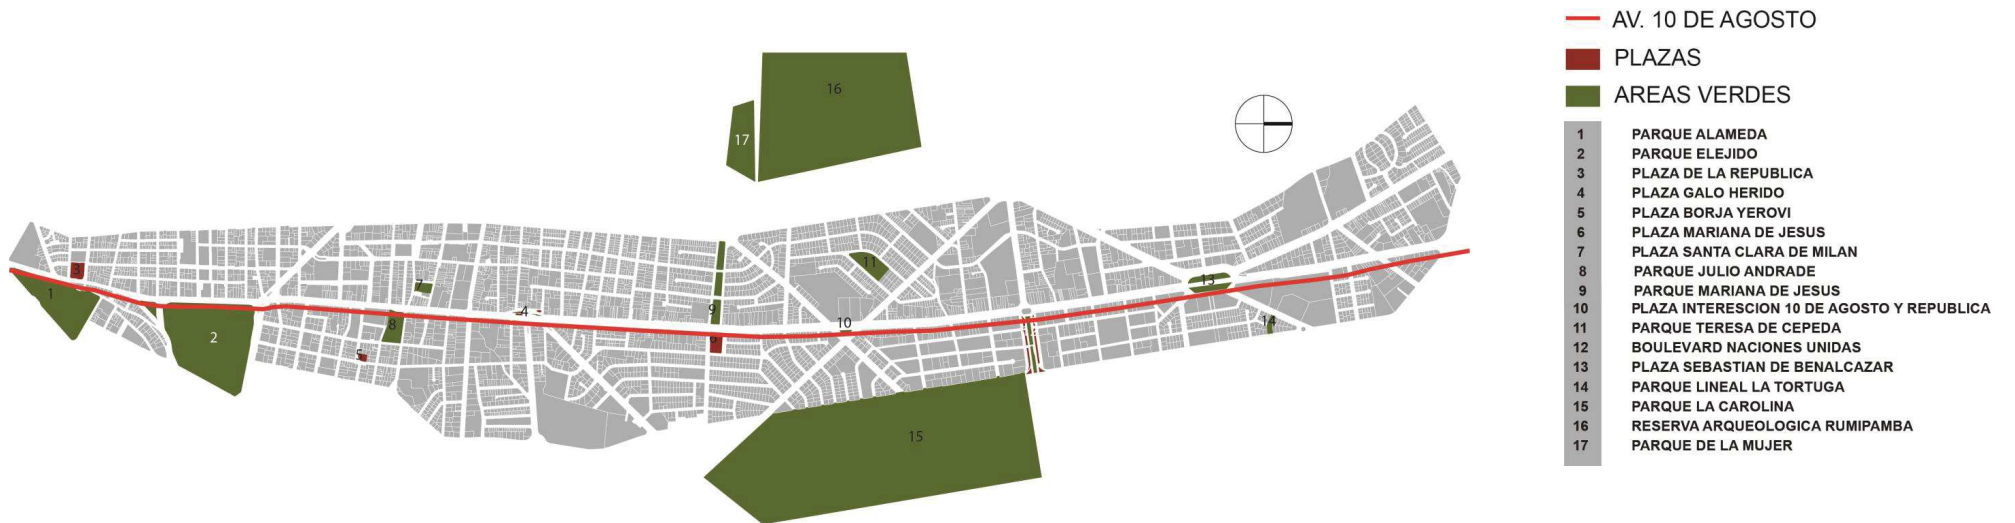 AV. 10 DE AGOSTO
PLAZAS
AREAS VERDES
1 PARQUE ALAMEDA
2 PARQUE ELEJIDO
3 PLAZA DE LA REPUBLICA
4 PLAZA GALO HERIDO
5 PLAZA BORJA YEROVI
6 PLAZA MARIANA DE JESUS
7 PLAZA SANTA CLARA DE MILAN
8 PARQUE JULIO ANDRADE
9 PARQUE MARIANA DE JESUS
10 PLAZA INTERESCION 10 DE AGOSTO Y REPUBLICA
11 PARQUE TERESA DE CEPEDA
12 BOULEVARD NACIONES UNIDAS
13 PLAZA SEBASTIAN DE BENALCAZAR
14 PARQUE LINEAL LA TORTUGA
15 PARQUE LA CAROLINA
16 RESERVA ARQUEOLOGICA RUMIPAMBA
17 PARQUE DE LA MUJER
16
17
3
11
7
13
1
9
4
10
14
8
2
6
5
15